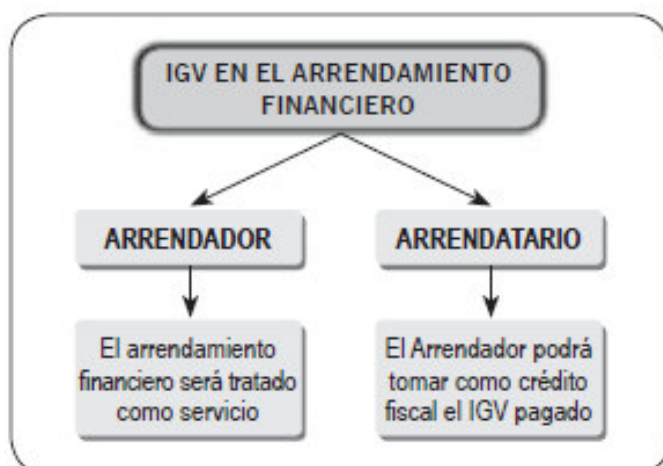 IGV EN EL ARRENDAMIENTO
FINANCIERO
ARRENDADOR
ARRENDATARIO
El arrendamiento
financiero será tratado
como servicio
El Arrendador podrá
tomar como crédito
fiscal el IGV pagado